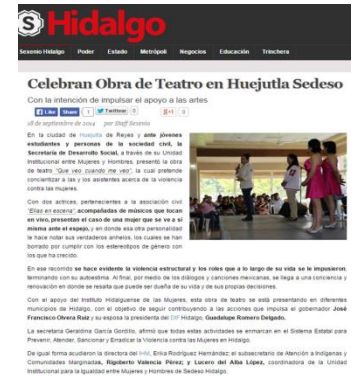 S Hidalgo
Sexenio Hidalgo Poder Estado Metrópoli Negocios Educación Trinchera
Celebran Obra de Teatro en Huejutla Sedeso
Con la intención de impulsar el apoyo a las artes
Like Share 1 Twittear 0 g+1 0
18 de septiembre de 2014 por Staff Sexenio
En la ciudad de Huejutla de Reyes y ante jóvenes
estudiantes y personas de la sociedad civil, la
Secretaría de Desarrollo Social, a través de su Unidad
Institucional entre Mujeres y Hombres, presentó la obra
de teatro "Que veo cuando me veo", la cual pretende
concientizar a las y los asistentes acerca de la violencia
contra las mujeres.
Con dos actrices, pertenecientes a la asociación civil
"Elías en escena", acompañadas de músicos que tocan
en vivo, presentan el caso de una mujer que se ve a sí
misma ante el espejo, y en donde esa otra personalidad
le hace notar sus verdaderos anhelos, los cuales se han
borrado por cumplir con los estereotipos de género con
los que ha crecido.
En ese recorrido se hace evidente la violencia estructural y los roles que a lo largo de su vida se le impusieron,
terminando con su autoestima. Al final, por medio de los diálogos y canciones mexicanas, se llega a una conciencia y
renovación en donde se resalta que puede ser dueña de su vida y de sus propias decisiones.
Con el apoyo del Instituto Hidalguense de las Mujeres, esta obra de teatro se está presentando en diferentes
municipios de Hidalgo, con el objetivo de seguir contribuyendo a las acciones que impulsa el gobernador José
Francisco Olvera Ruiz y su esposa la presidenta del DIF Hidalgo, Guadalupe Romero Delgado.
La secretaria Geraldina García Gordillo, afirmó que todas estas actividades se enmarcan en el Sistema Estatal para
Prevenir, Atender, Sancionar y Erradicar la Violencia contra las Mujeres en Hidalgo.
De igual forma acudieron la directora del IHM, Erika Rodríguez Hernández; el subsecretario de Atención a Indígenas y
Comunidades Marginadas, Rigoberto Valencia Pérez; y Lucero del Alba López, coordinadora de la Unidad
Institucional para la Igualdad entre Mujeres y Hombres de Sedeso Hidalgo.